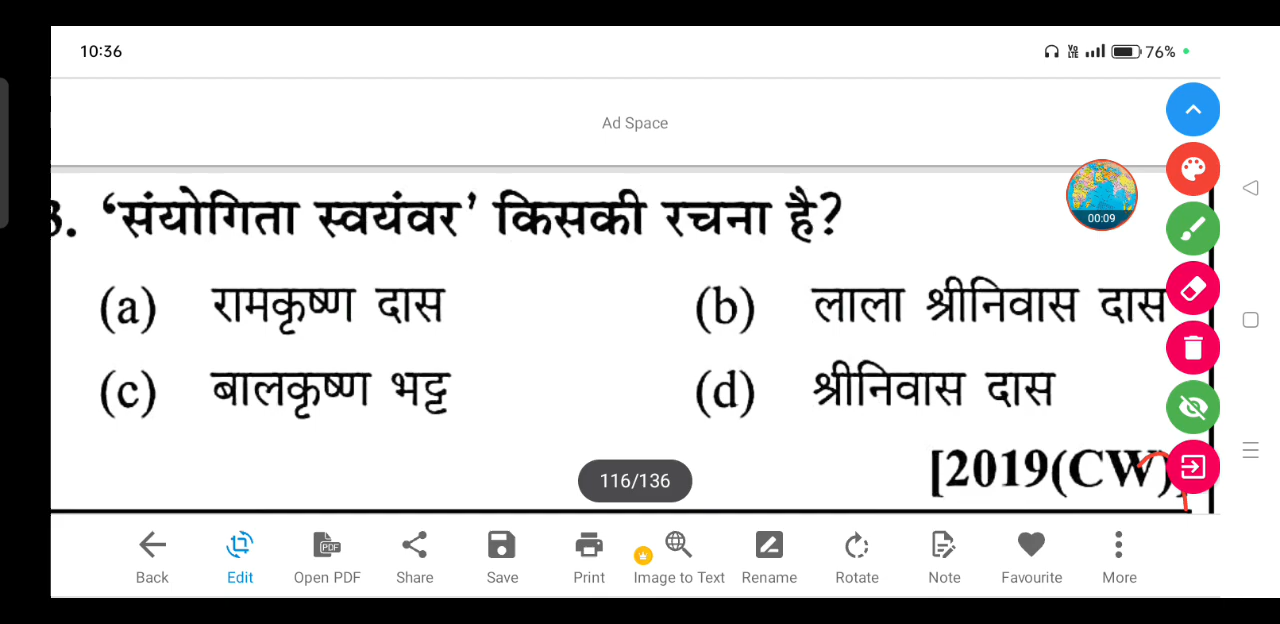 10:36
76%
Ad Space
3. ‘संयोगिता स्वयंवर’ किसकी रचना है?
00:09
(a) रामकृष्ण दास (b) लाला श्रीनिवास दास
(c) बालकृष्ण भट्ट (d) श्रीनिवास दास
[2019(CW)
116/136
Back Edit Open PDF Share Save Print Image to Text Rename Rotate Note Favourite More